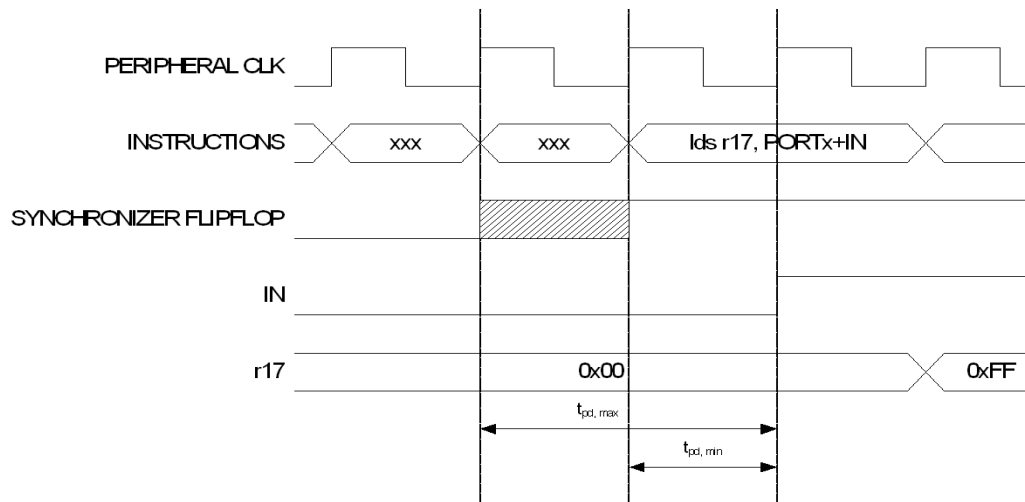 PERIPHERAL CLK
INSTRUCTIONS xxx xxx lds r17, PORTx+IN
SYNCHRONIZER FLIPFLOP
IN
r17 0x00 0xFF
tpd, max
tpd, min